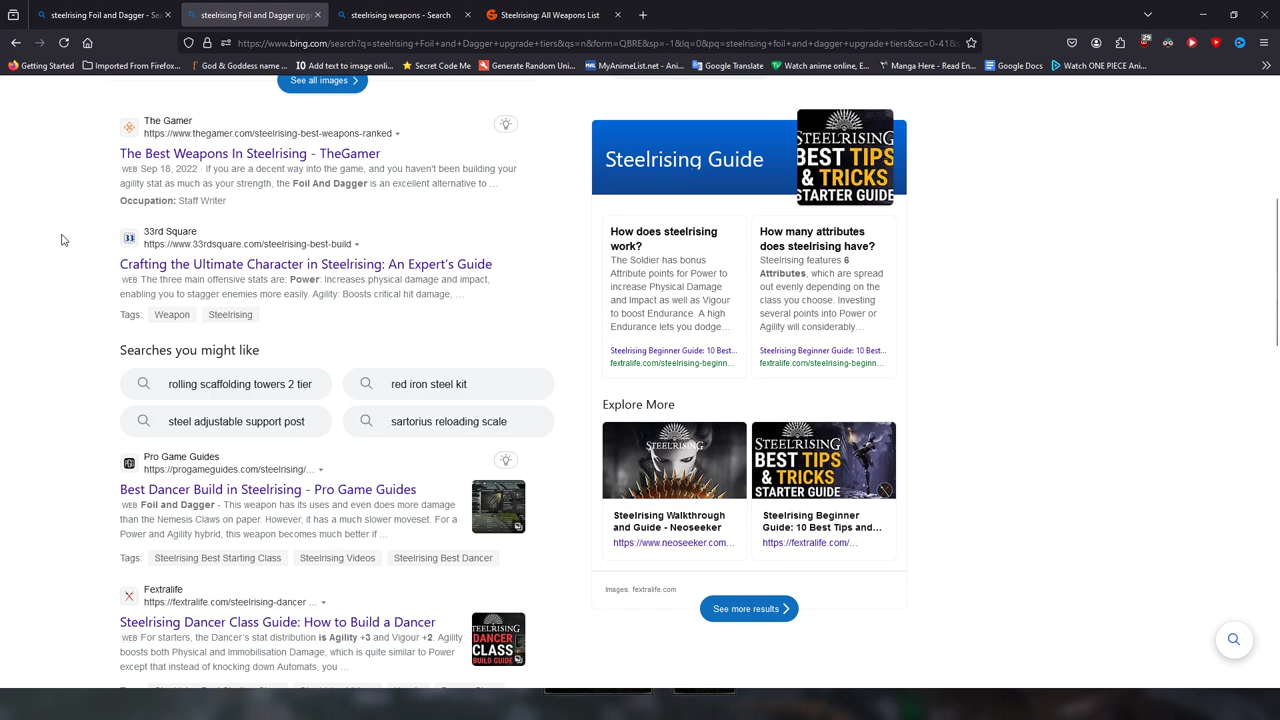 steelrising Foil and Dagger - Sea
steelrising Foil and Dagger upg
steelrising weapons - Search
Steelrising: All Weapons List
https://www.bing.com/search?q=steelrising+Foil+and+Dagger+upgrade+tiers&qs=n&form=QBRE&sp=-1&lq=0&pq=steelrising+foil+and+dagger+upgrade+tiers&sc=0-41&
29
Getting Started
Imported From Firefox...
God & Goddess name ...
IO Add text to image onli...
Secret Code Me
Generate Random Uni...
MAL MyAnimeList.net - Ani...
Google Translate
Watch anime online, E...
Manga Here - Read En...
Google Docs
Watch ONE PIECE Ani...
See all images
The Gamer
https://www.thegamer.com/steelrising-best-weapons-ranked
The Best Weapons In Steelrising - TheGamer
WEB Sep 18, 2022 · If you are a decent way into the game, and you haven't been building your
agility stat as much as your strength, the Foil And Dagger is an excellent alternative to ...
Occupation: Staff Writer
33 33rd Square
https://www.33rdsquare.com/steelrising-best-build
Crafting the Ultimate Character in Steelrising: An Expert's Guide
WEB The three main offensive stats are: Power: Increases physical damage and impact,
enabling you to stagger enemies more easily. Agility: Boosts critical hit damage, ...
Tags: Weapon Steelrising
Searches you might like
rolling scaffolding towers 2 tier
red iron steel kit
steel adjustable support post
sartorius reloading scale
Pro Game Guides
https://progameguides.com/steelrising/...
Best Dancer Build in Steelrising - Pro Game Guides
WEB Foil and Dagger - This weapon has its uses and even does more damage
than the Nemesis Claws on paper. However, it has a much slower moveset. For a
Power and Agility hybrid, this weapon becomes much better if ...
Tags: Steelrising Best Starting Class Steelrising Videos Steelrising Best Dancer
Fextralife
https://fextralife.com/steelrising-dancer ...
Steelrising Dancer Class Guide: How to Build a Dancer
WEB For starters, the Dancer's stat distribution is Agility +3 and Vigour +2. Agility
boosts both Physical and Immobilisation Damage, which is quite similar to Power
except that instead of knocking down Automats, you ...
STEELRISING
DANCER
CLASS
BUILD GUIDE
Steelrising Guide
STEELRISING
BEST TIPS
& TRICKS
STARTER GUIDE
How does steelrising
work?
The Soldier has bonus
Attribute points for Power to
increase Physical Damage
and Impact as well as Vigour
to boost Endurance. A high
Endurance lets you dodge...
Steelrising Beginner Guide: 10 Best...
fextralife.com/steelrising-beginn...
How many attributes
does steelrising have?
Steelrising features 6
Attributes, which are spread
out evenly depending on the
class you choose. Investing
several points into Power or
Agility will considerably...
Steelrising Beginner Guide: 10 Best...
fextralife.com/steelrising-beginn...
Explore More
STEELRISING
STEELRISING
BEST TIPS
& TRICKS
STARTER GUIDE
Steelrising Walkthrough
and Guide - Neoseeker
https://www.neoseeker.com...
Steelrising Beginner
Guide: 10 Best Tips and...
https://fextralife.com/...
Images: fextralife.com
See more results